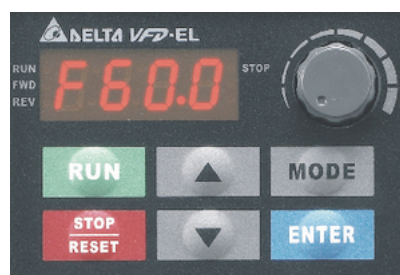 DELTA VFD-EL
RUN
FWD
REV
F60.0
STOP
RUN
MODE
STOP
RESET
ENTER